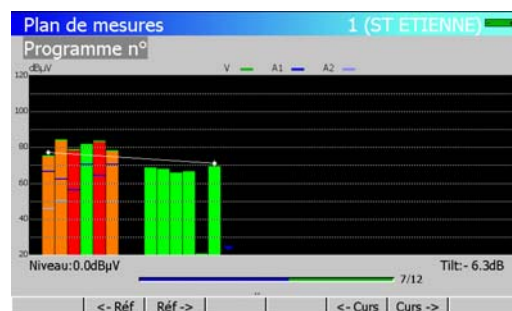 Plan de mesures 1 (ST ETIENNE)
Programme n°
dBµV V A1 A2
120
100
80
60
40
20
Niveau:0.0dBµV Tilt:- 6.3dB
7/12
..
<- Réf Réf -> <- Curs Curs ->